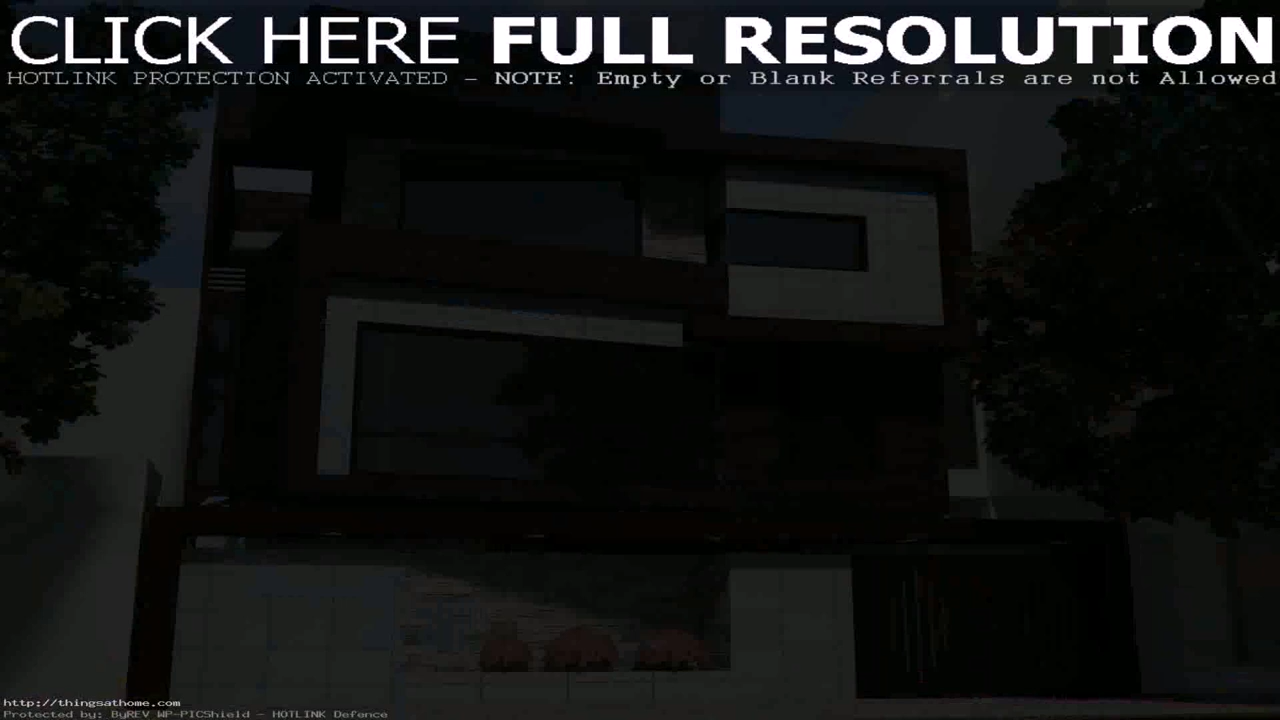 CLICK HERE FULL RESOLUTION
HOTLINK PROTECTION ACTIVATED - NOTE: Empty or Blank Referrals are not Allowed
http://thingsathome.com
Protected by: ByREV WP-PICShield - HOTLINK Defence